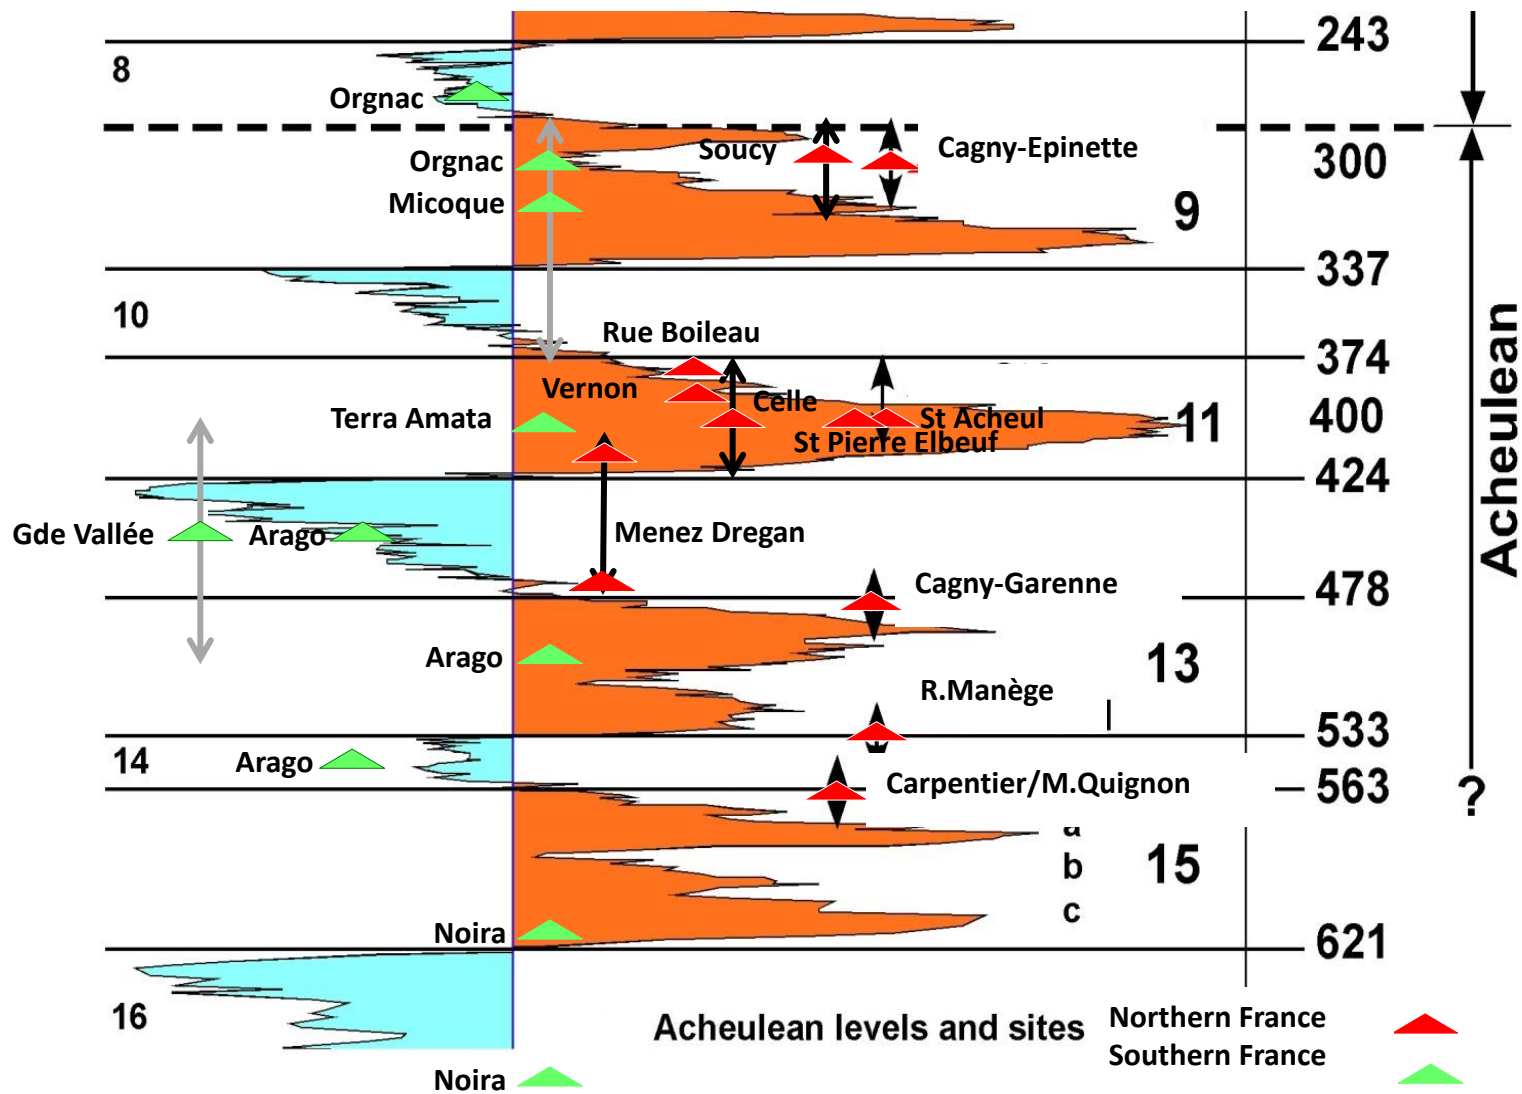 243
8
Orgnac
Soucy
Cagny-Epinette
Orgnac
300
Micoque
9
337
10
Rue Boileau
374
Vernon
Celle
Terra Amata
St Acheul
11
400
St Pierre Elbeuf
424
Acheulean
Gde Vallée
Arago
Menez Dregan
Cagny-Garenne
478
Arago
13
R.Manège
533
14
Arago
Carpentier/M.Quignon
563
?
a
b
15
c
Noira
621
16
Acheulean levels and sites
Northern France
Southern France
Noira